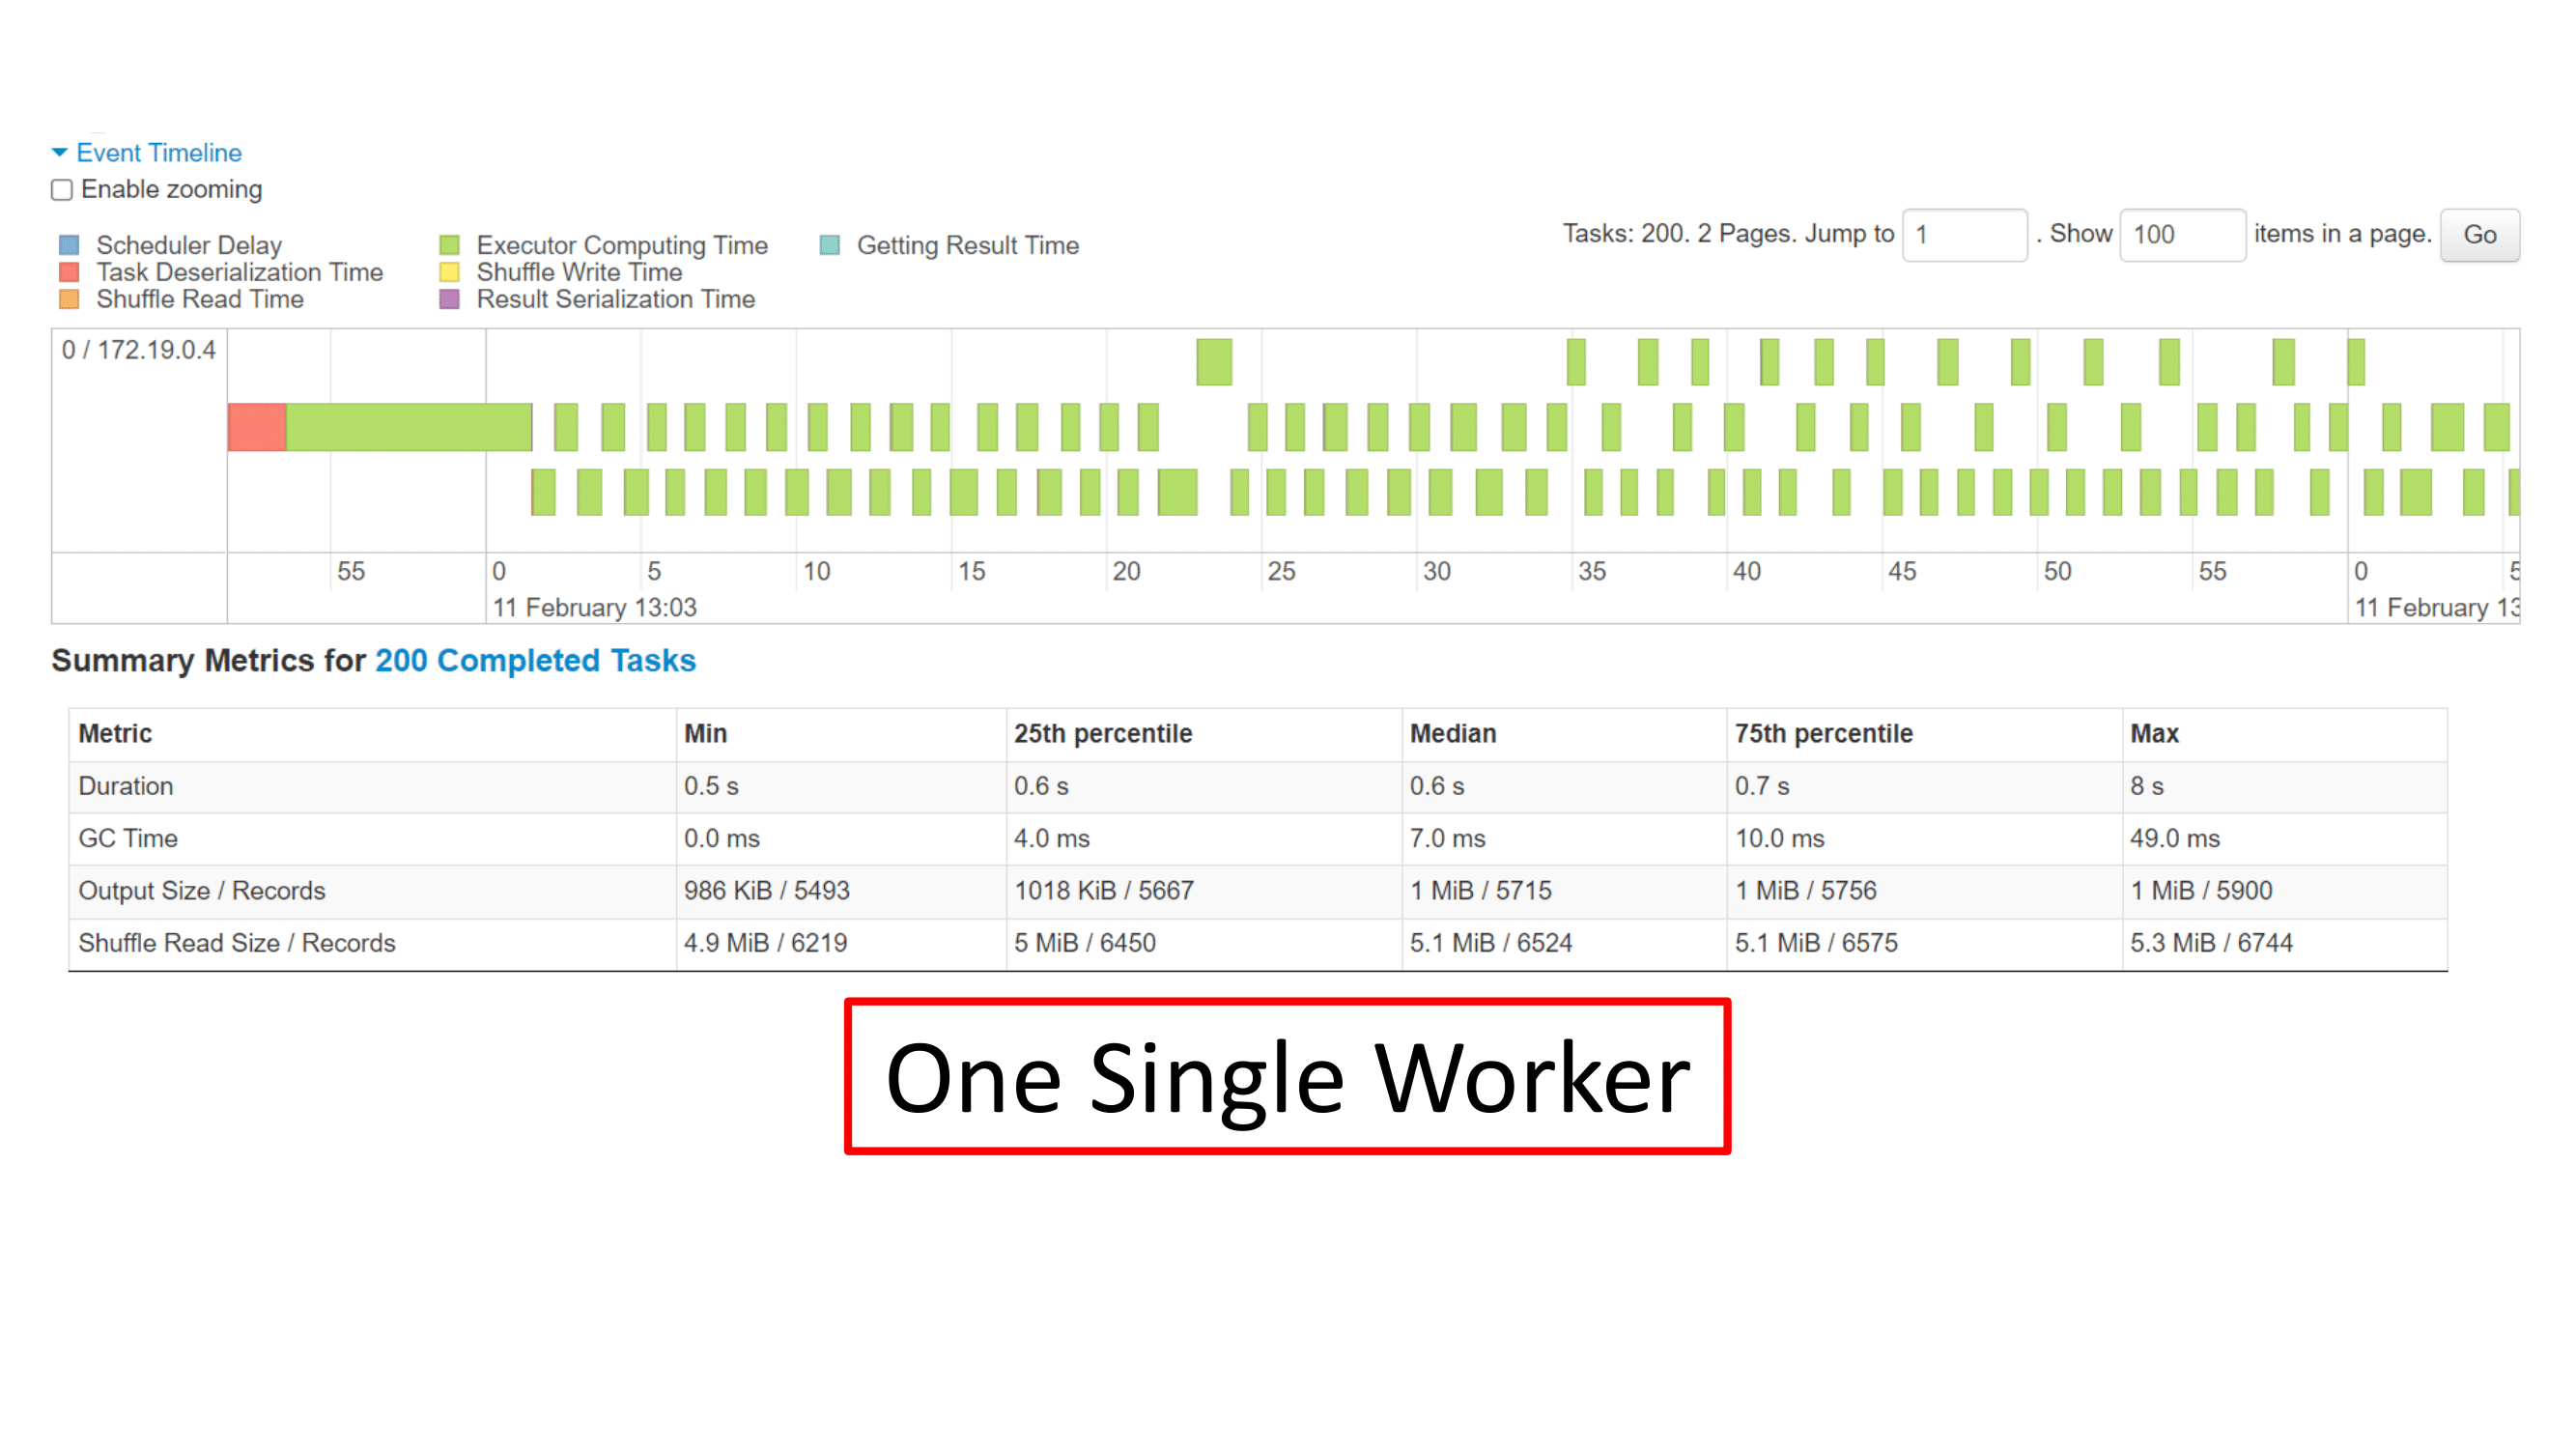 Event Timeline
Enable zooming
Tasks: 200. 2 Pages. Jump to 1 . Show 100 items in a page. Go
Scheduler Delay Executor Computing Time Getting Result Time
Task Deserialization Time Shuffle Write Time
Shuffle Read Time Result Serialization Time
0 / 172.19.0.4
55 0 5 10 15 20 25 30 35 40 45 50 55 0 5
11 February 13:03 11 February 13
Summary Metrics for 200 Completed Tasks
Metric Min 25th percentile Median 75th percentile Max
Duration 0.5 s 0.6 s 0.6 s 0.7 s 8 s
GC Time 0.0 ms 4.0 ms 7.0 ms 10.0 ms 49.0 ms
Output Size / Records 986 KiB / 5493 1018 KiB / 5667 1 MiB / 5715 1 MiB / 5756 1 MiB / 5900
Shuffle Read Size / Records 4.9 MiB / 6219 5 MiB / 6450 5.1 MiB / 6524 5.1 MiB / 6575 5.3 MiB / 6744
One Single Worker